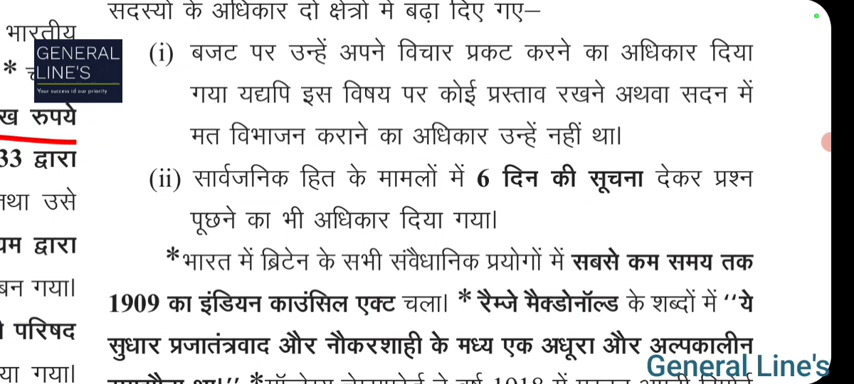 सदस्यों के अधिकार दो क्षेत्रों में बढ़ा दिए गए—
(i) बजट पर उन्हें अपने विचार प्रकट करने का अधिकार दिया
गया यद्यपि इस विषय पर कोई प्रस्ताव रखने अथवा सदन में
मत विभाजन कराने का अधिकार उन्हें नहीं था।
(ii) सार्वजनिक हित के मामलों में 6 दिन की सूचना देकर प्रश्न
पूछने का भी अधिकार दिया गया।
*भारत में ब्रिटेन के सभी संवैधानिक प्रयोगों में सबसे कम समय तक
1909 का इंडियन काउंसिल एक्ट चला। * रैम्जे मैक्डोनॉल्ड के शब्दों में ‘‘ये
सुधार प्रजातंत्रवाद और नौकरशाही के मध्य एक अधूरा और अल्पकालीन
भारतीय
*
ख रुपये
33 द्वारा
तथा उसे
द्वारा
बन गया।
परिषद
या गया।
GENERAL
LINE'S
Your success id our priority
General Line's